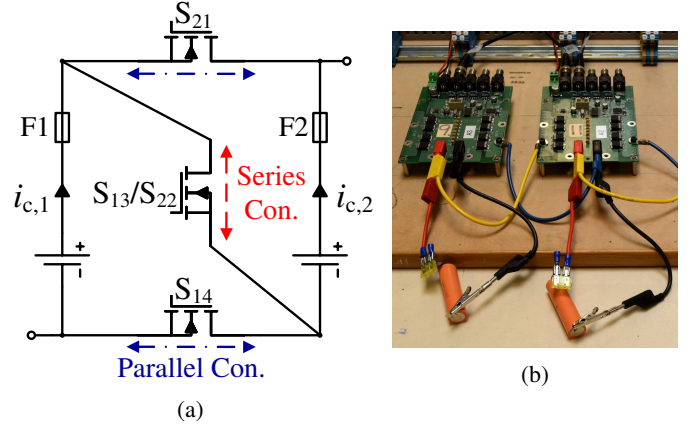 S21
F1
F2
ic,1
S13/S22
Series
Con.
ic,2
+
-
+
-
S14
Parallel Con.
(a)
(b)